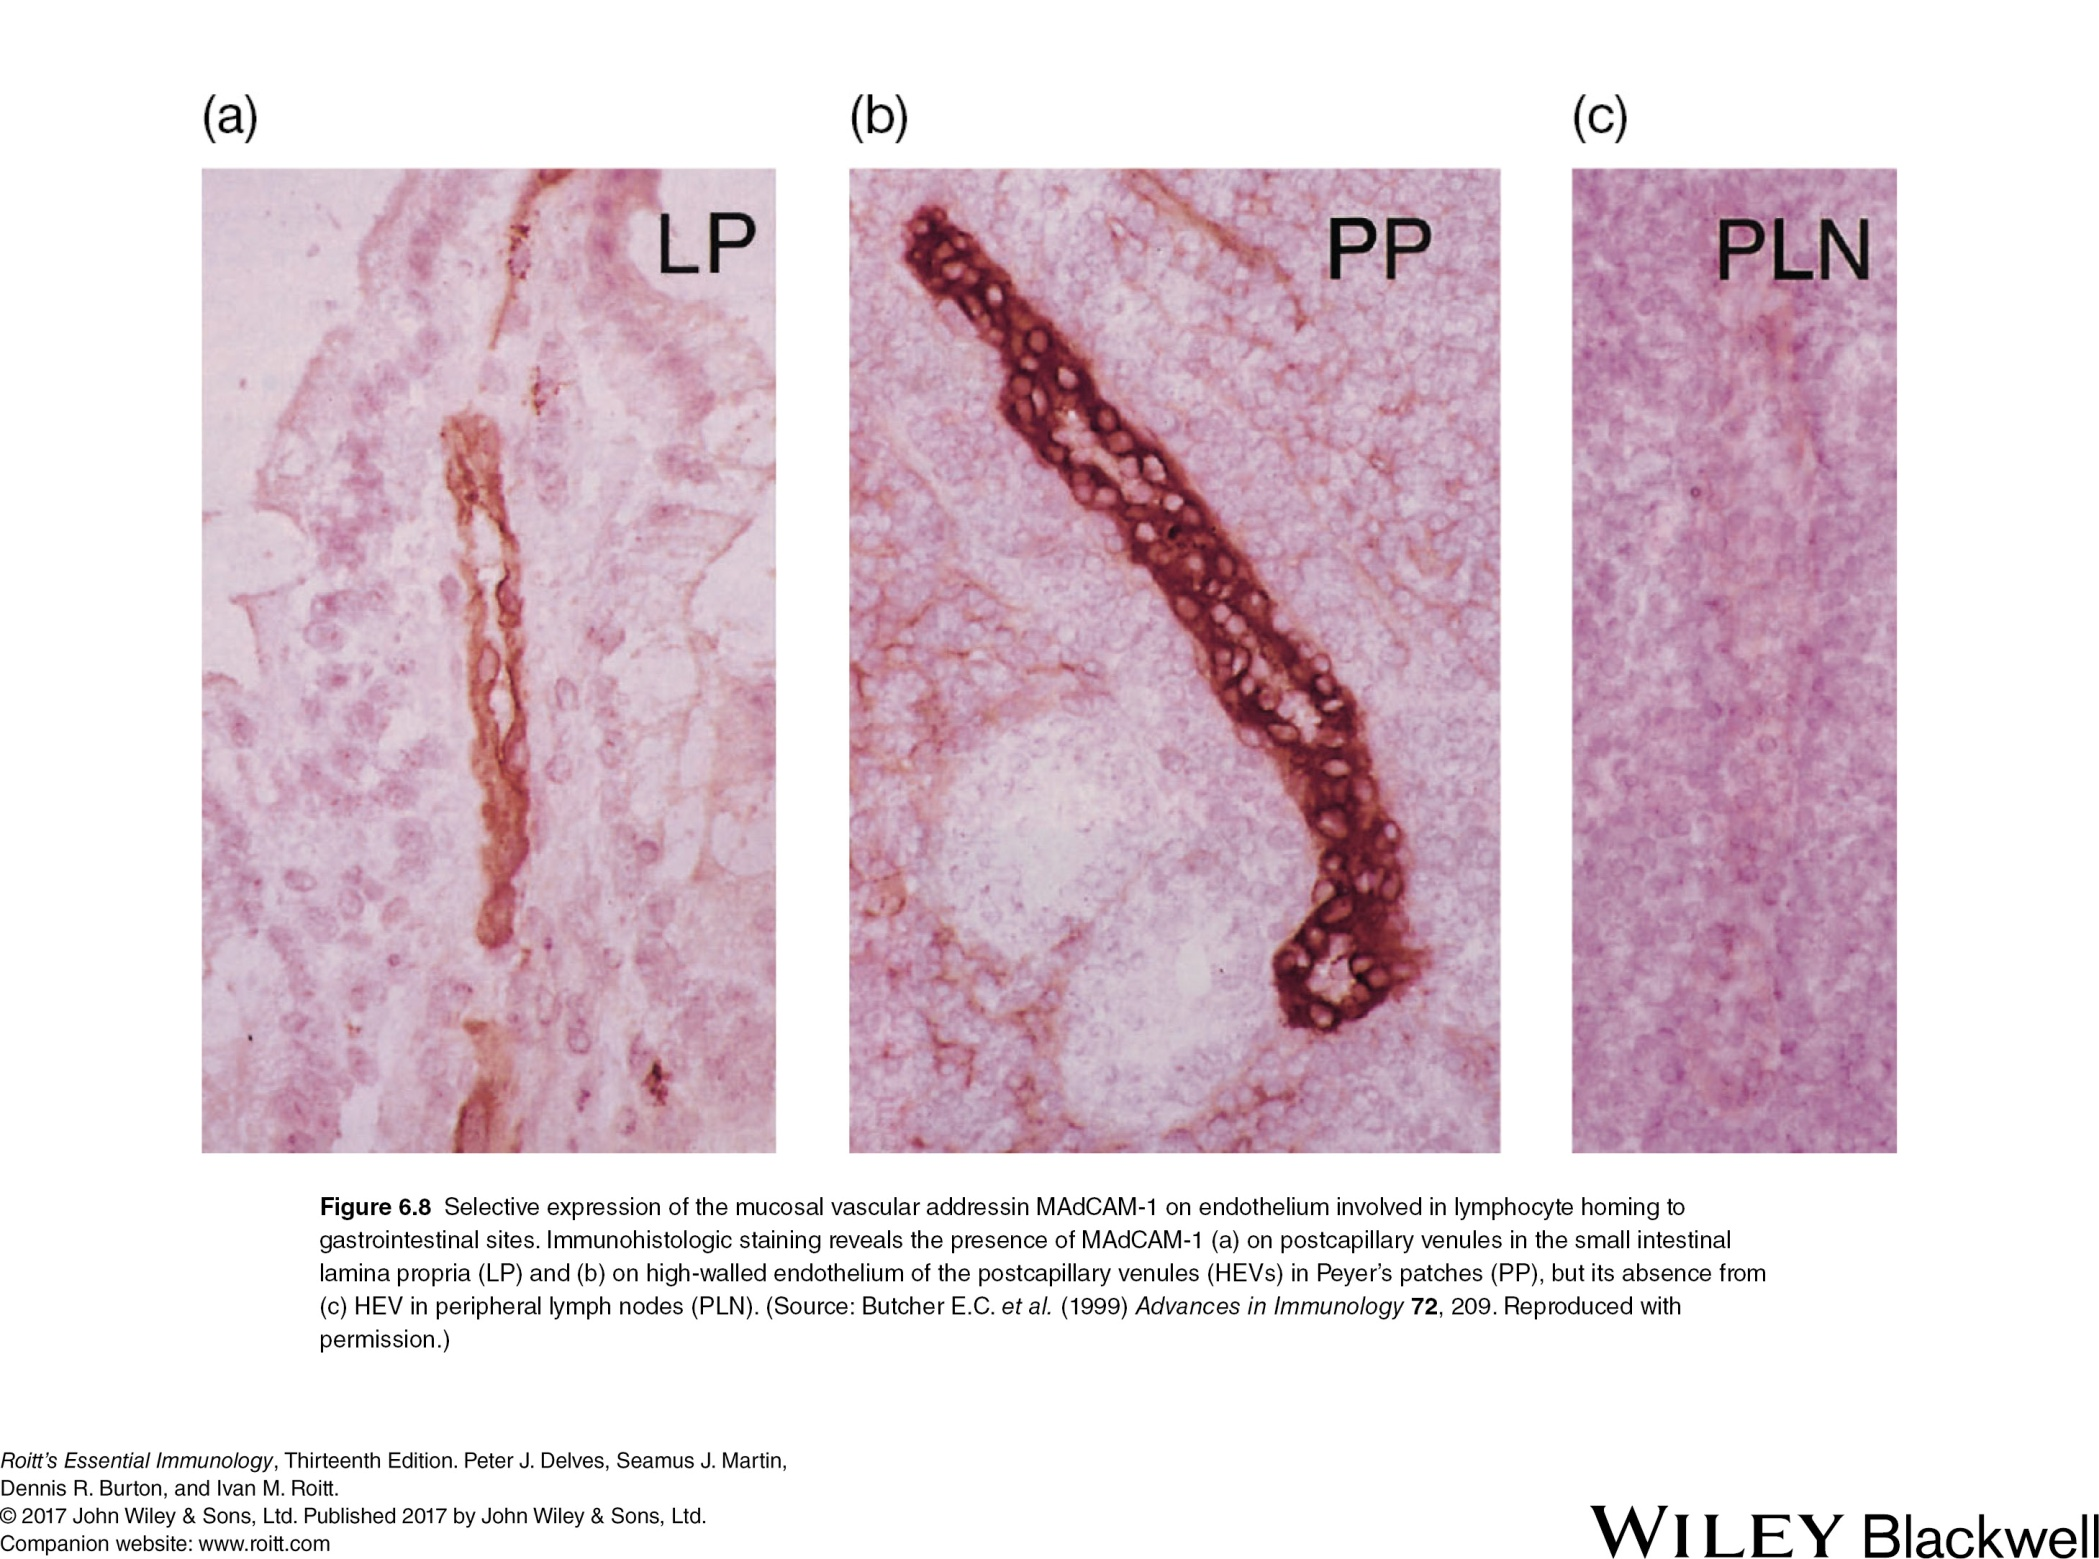 (a)
(b)
(c)
LP
PP
PLN
Figure 6.8 Selective expression of the mucosal vascular addressin MAdCAM-1 on endothelium involved in lymphocyte homing to
gastrointestinal sites. Immunohistologic staining reveals the presence of MAdCAM-1 (a) on postcapillary venules in the small intestinal
lamina propria (LP) and (b) on high-walled endothelium of the postcapillary venules (HEVs) in Peyer’s patches (PP), but its absence from
(c) HEV in peripheral lymph nodes (PLN). (Source: Butcher E.C. et al. (1999) Advances in Immunology 72, 209. Reproduced with
permission.)
Roitt’s Essential Immunology, Thirteenth Edition. Peter J. Delves, Seamus J. Martin,
Dennis R. Burton, and Ivan M. Roitt.
© 2017 John Wiley & Sons, Ltd. Published 2017 by John Wiley & Sons, Ltd.
Companion website: www.roitt.com
WILEY Blackwell